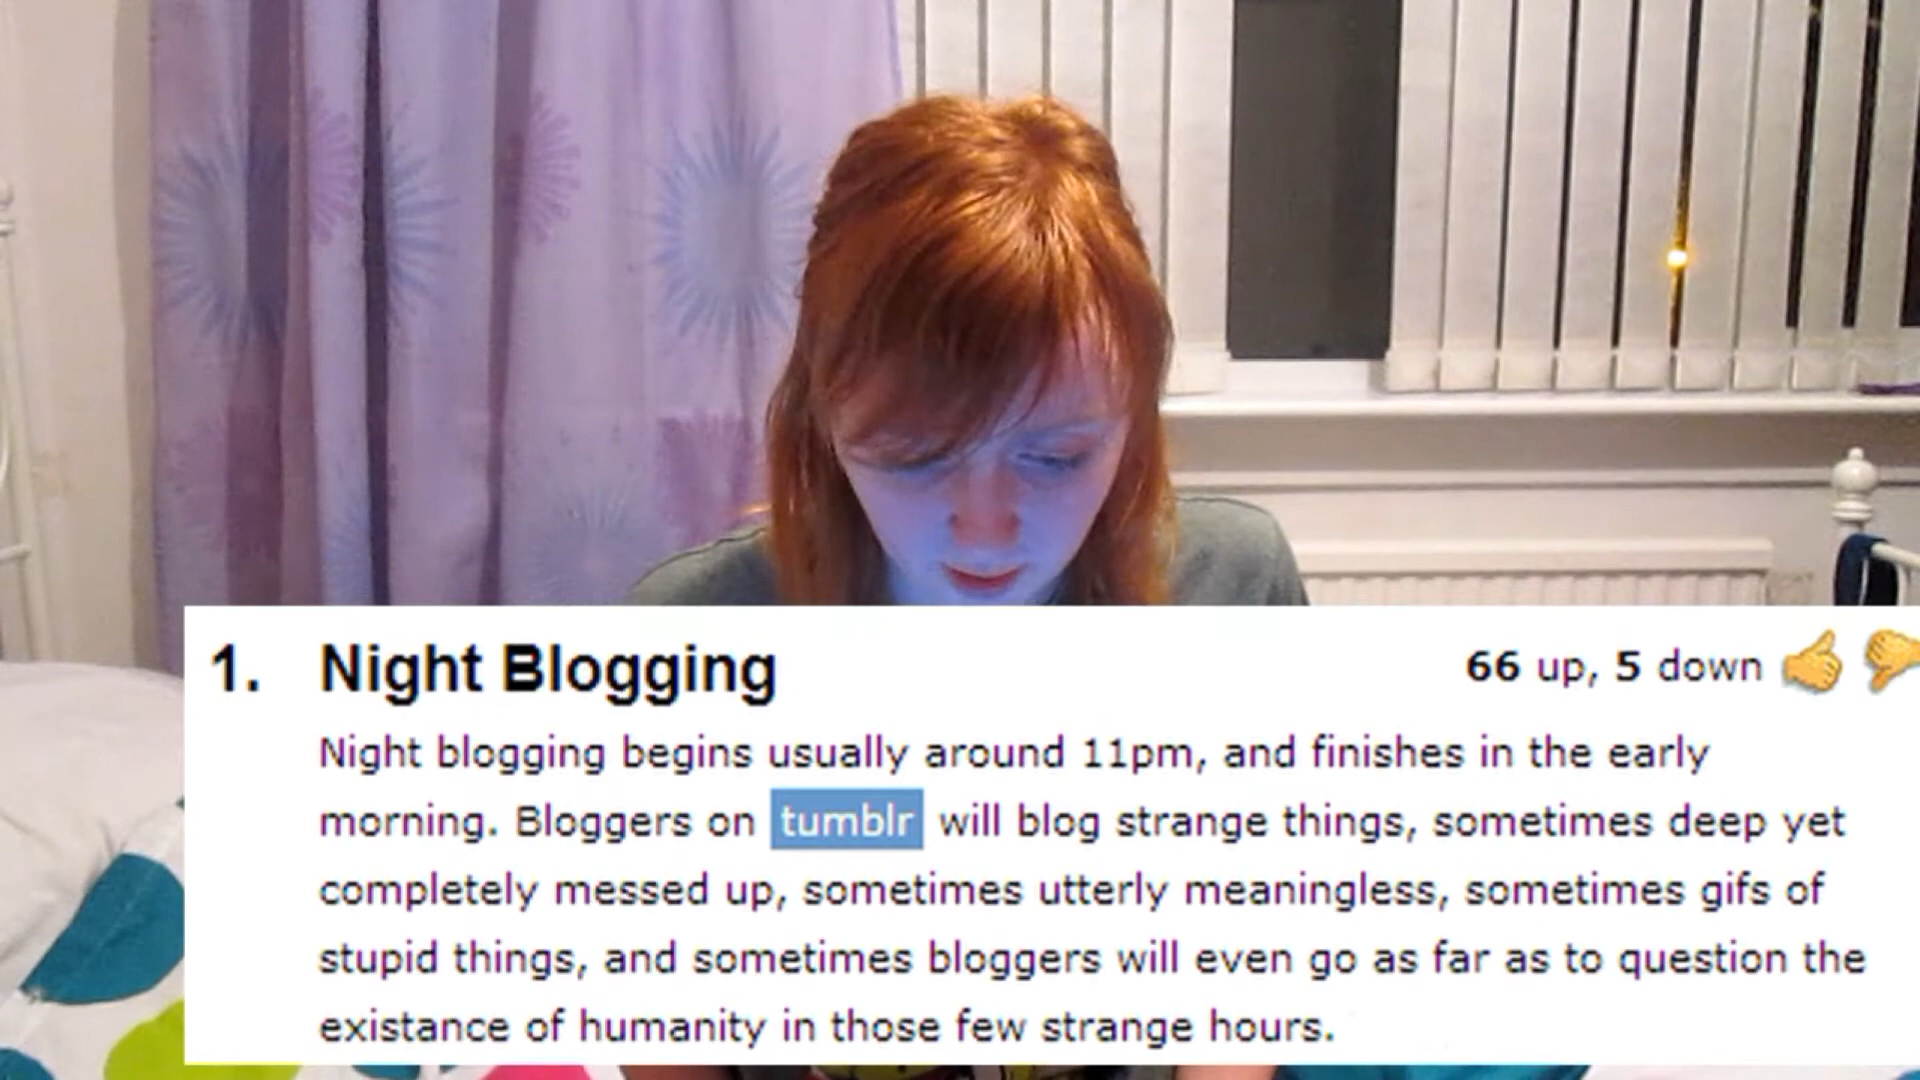 1. Night Blogging 66 up, 5 down
Night blogging begins usually around 11pm, and finishes in the early
morning. Bloggers on tumblr will blog strange things, sometimes deep yet
completely messed up, sometimes utterly meaningless, sometimes gifs of
stupid things, and sometimes bloggers will even go as far as to question the
existance of humanity in those few strange hours.